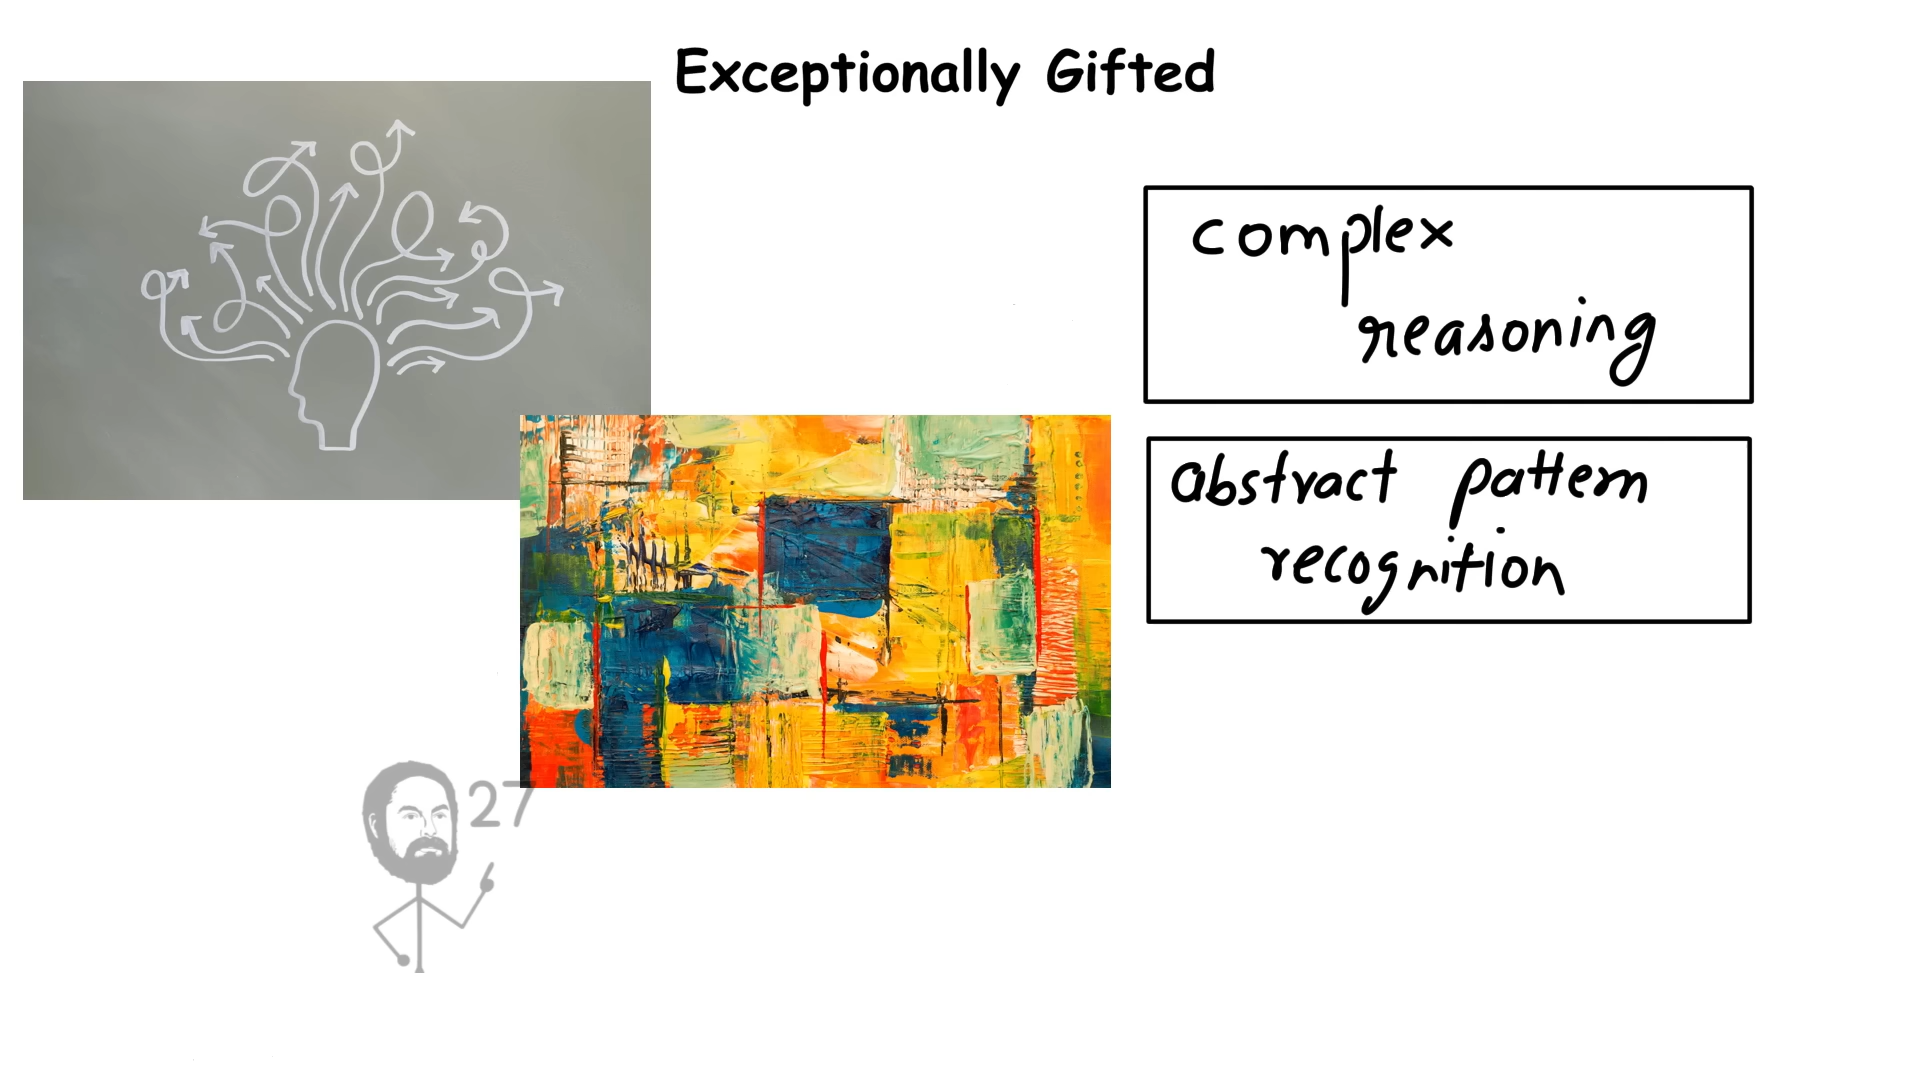 Exceptionally Gifted
complex
reasoning
abstract pattern
recognition
27